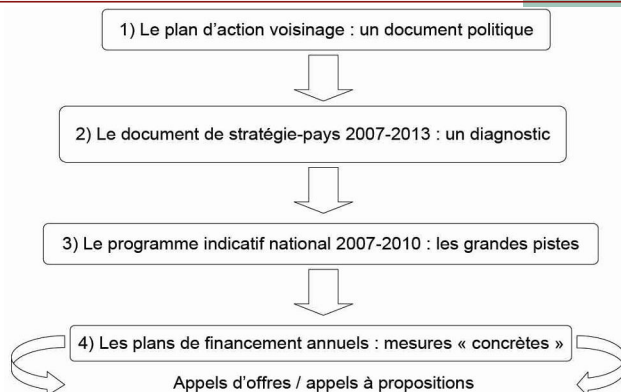 1) Le plan d'action voisinage : un document politique
2) Le document de stratégie-pays 2007-2013 : un diagnostic
3) Le programme indicatif national 2007-2010 : les grandes pistes
4) Les plans de financement annuels : mesures « concrètes »
Appels d'offres / appels à propositions